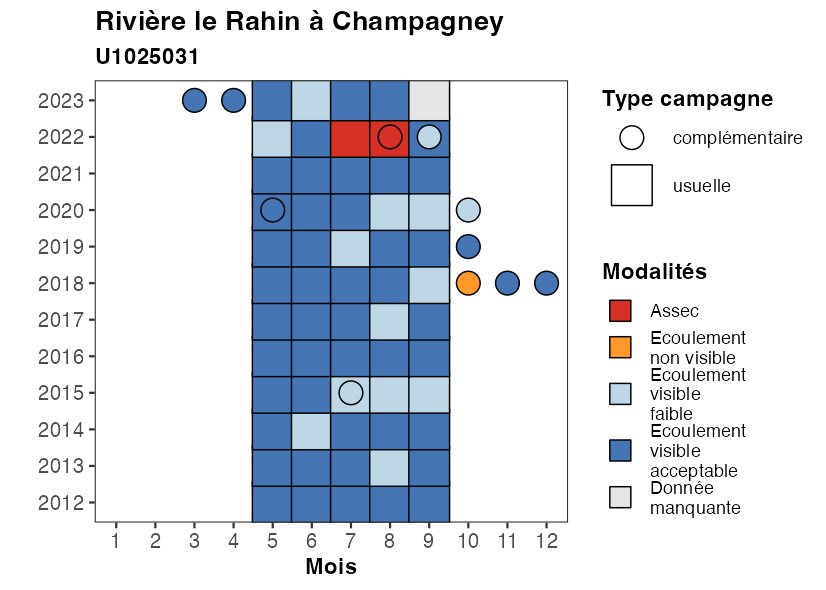 Rivière le Rahin à Champagney
U1025031
2023
2022
2021
2020
2019
2018
2017
2016
2015
2014
2013
2012
1 2 3 4 5 6 7 8 9 10 11 12
Mois
Type campagne
complémentaire
usuelle
Modalités
Assec
Ecoulement
non visible
Ecoulement
visible
faible
Ecoulement
visible
acceptable
Donnée
manquante